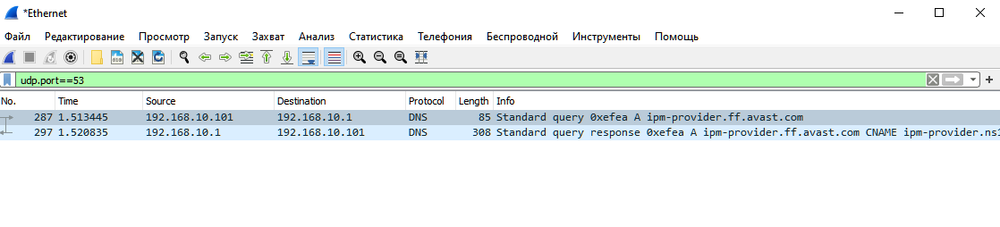 *Ethernet
Файл Редактирование Просмотр Запуск Захват Анализ Статистика Телефония Беспроводной Инструменты Помощь
udp.port==53
No. Time Source Destination Protocol Length Info
287 1.513445 192.168.10.101 192.168.10.1 DNS 85 Standard query 0xefea A ipm-provider.ff.avast.com
297 1.520835 192.168.10.1 192.168.10.101 DNS 308 Standard query response 0xefea A ipm-provider.ff.avast.com CNAME ipm-provider.ns1